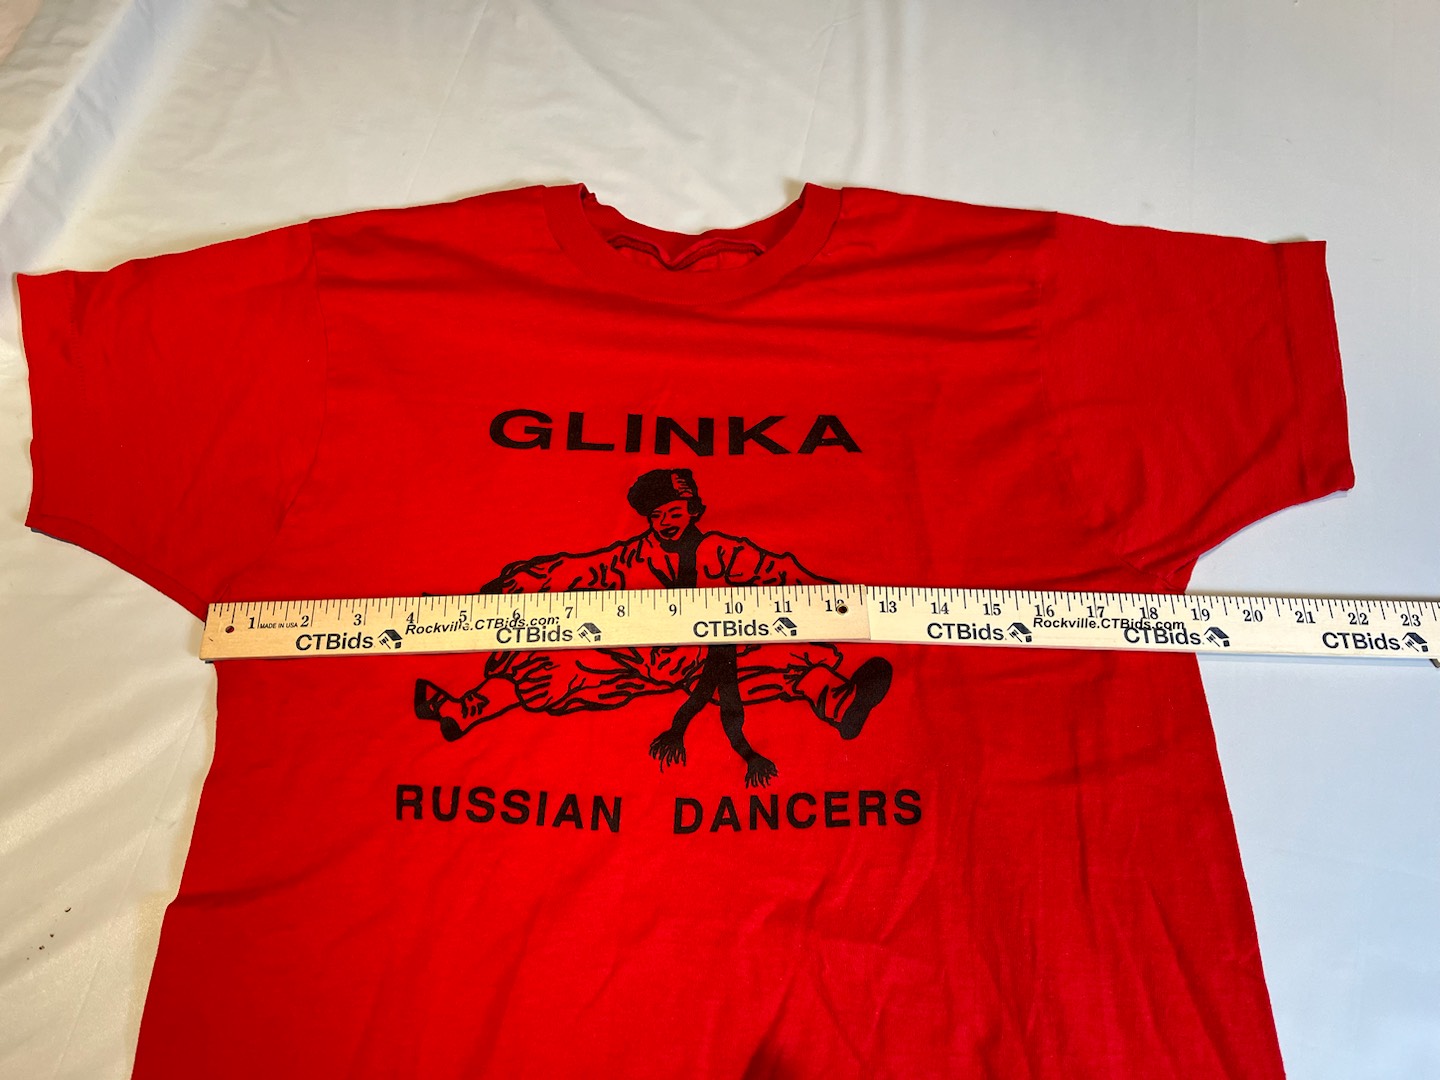 GLINKA
1 MADE IN USA 2 3 4 5 6 7 8 9 10 11 12 13 14 15 16 17 18 19 20 21 22 23
CTBids Rockville.CTBids.com CTBids CTBids CTBids Rockville.CTBids.com CTBids CTBids
RUSSIAN DANCERS